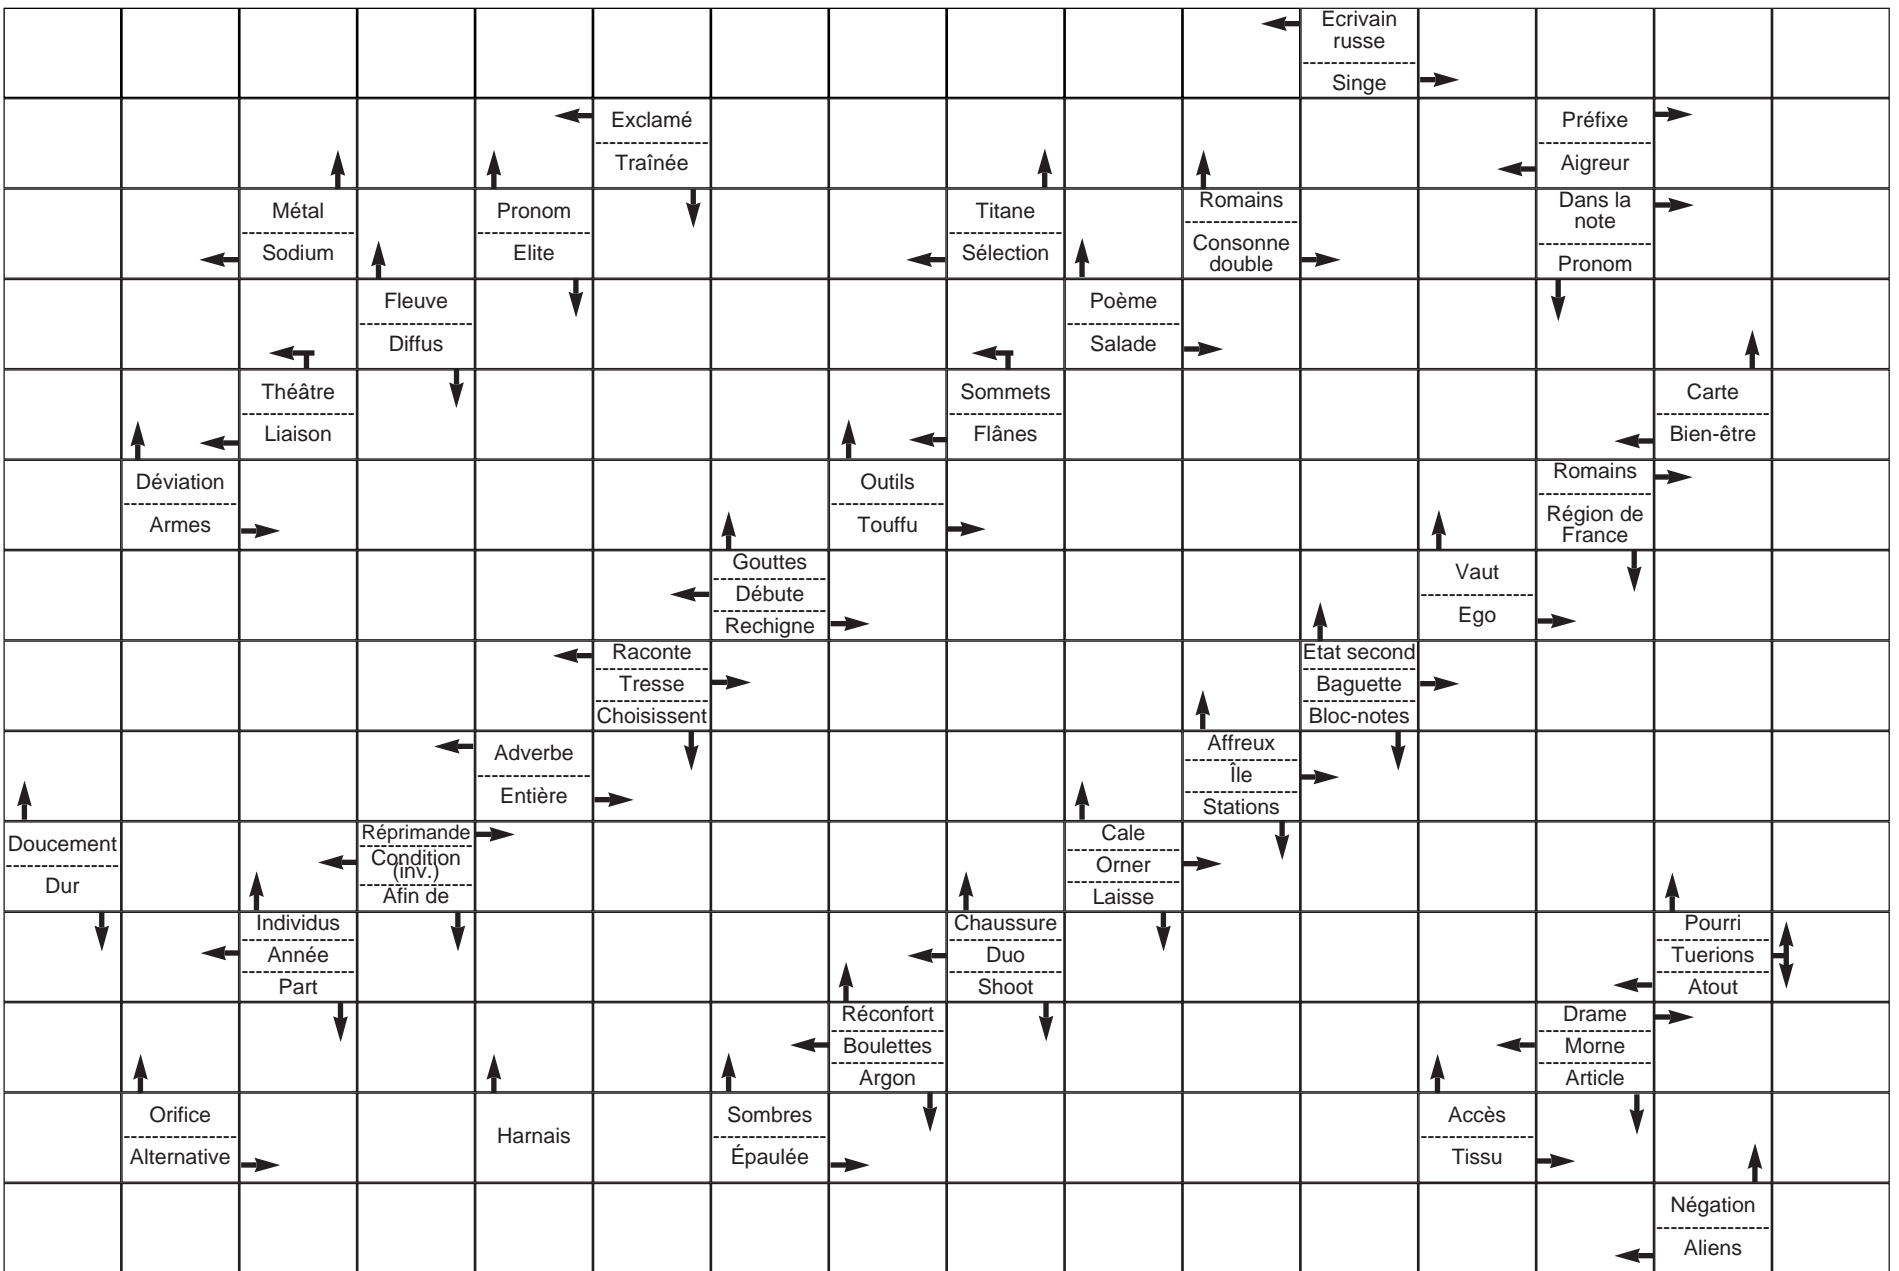 Ecrivain
russe
Singe
Exclamé
Traînée
Préfixe
Aigreur
Métal
Sodium
Pronom
Elite
Titane
Sélection
Romains
Consonne
double
Dans la
note
Pronom
Fleuve
Diffus
Poème
Salade
Théâtre
Liaison
Sommets
Flânes
Carte
Bien-être
Déviation
Armes
Outils
Touffu
Romains
Région de
France
Gouttes
Débute
Rechigne
Vaut
Ego
Raconte
Tresse
Choisissent
Etat second
Baguette
Bloc-notes
Adverbe
Entière
Affreux
Île
Stations
Doucement
Dur
Réprimande
Condition
(inv.)
Afin de
Cale
Orner
Laisse
Individus
Année
Part
Chaussure
Duo
Shoot
Pourri
Tuerions
Atout
Réconfort
Boulettes
Argon
Drame
Morne
Article
Orifice
Alternative
Harnais
Sombres
Épaulée
Accès
Tissu
Négation
Aliens